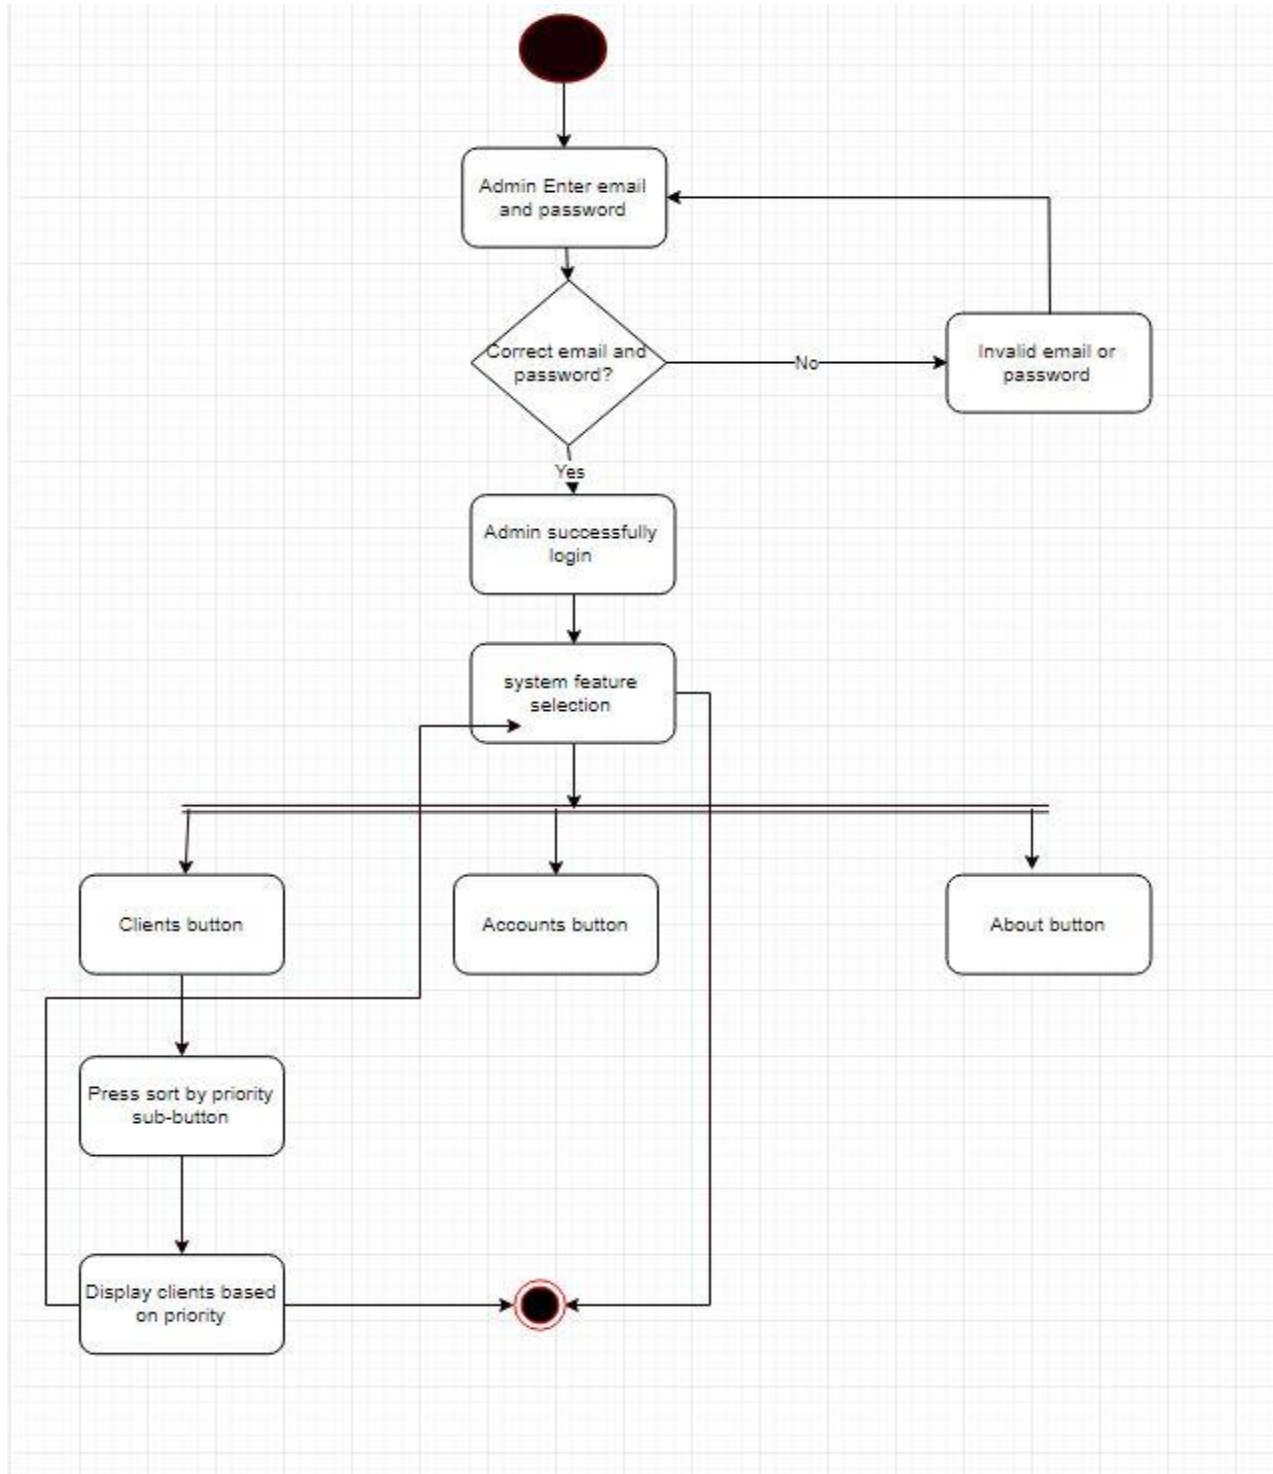 Admin Enter email
and password
Correct email and
password?
No
Invalid email or
password
Yes
Admin successfully
login
system feature
selection
Clients button
Accounts button
About button
Press sort by priority
sub-button
Display clients based
on priority